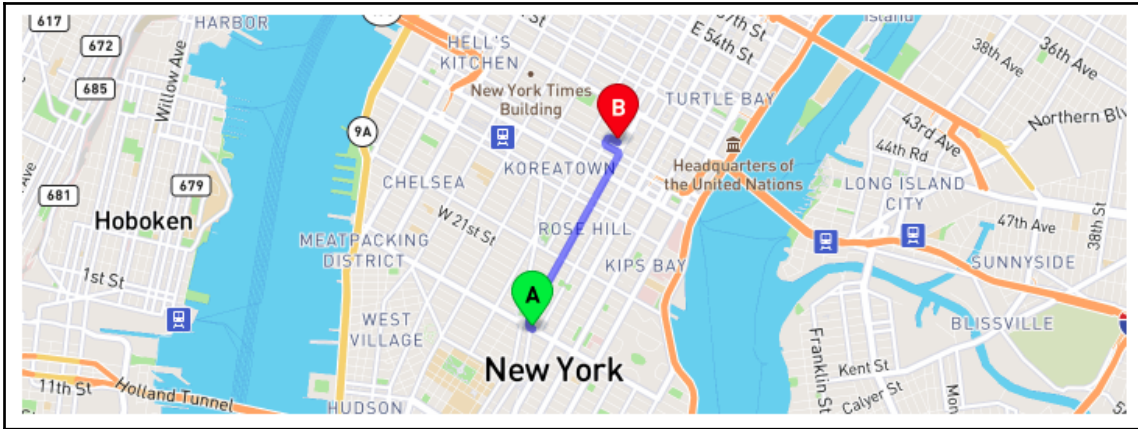 617
HARBOR
672
685
Willow Ave
HELL'S
KITCHEN
E 54th St
Island
36th Ave
38th Ave
New York Times
Building
TURTLE BAY
B
9A
43rd Ave
Northern Blv
44th Rd
Headquarters of
the United Nations
KOREATOWN
CHELSEA
LONG ISLAND
CITY
681
679
Hoboken
W 21st St
ROSE HILL
47th Ave
38th St
MEATPACKING
DISTRICT
KIPS BAY
SUNNYSIDE
1st St
A
WEST
VILLAGE
BLISSVILLE
Franklin St
New York
Kent St
11th St
Holland Tunnel
Calyer St
HUDSON